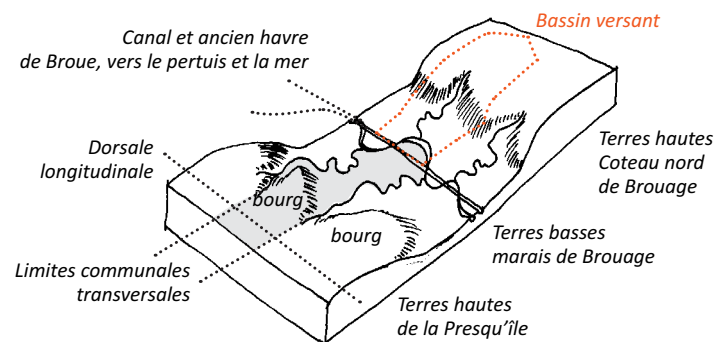 Bassin versant
Canal et ancien havre
de Broue, vers le pertuis et la mer
Dorsale
longitudinale
Terres hautes
Coteau nord
de Brouage
bourg
bourg
Terres basses
marais de Brouage
Limites communales
transversales
Terres hautes
de la Presqu’île